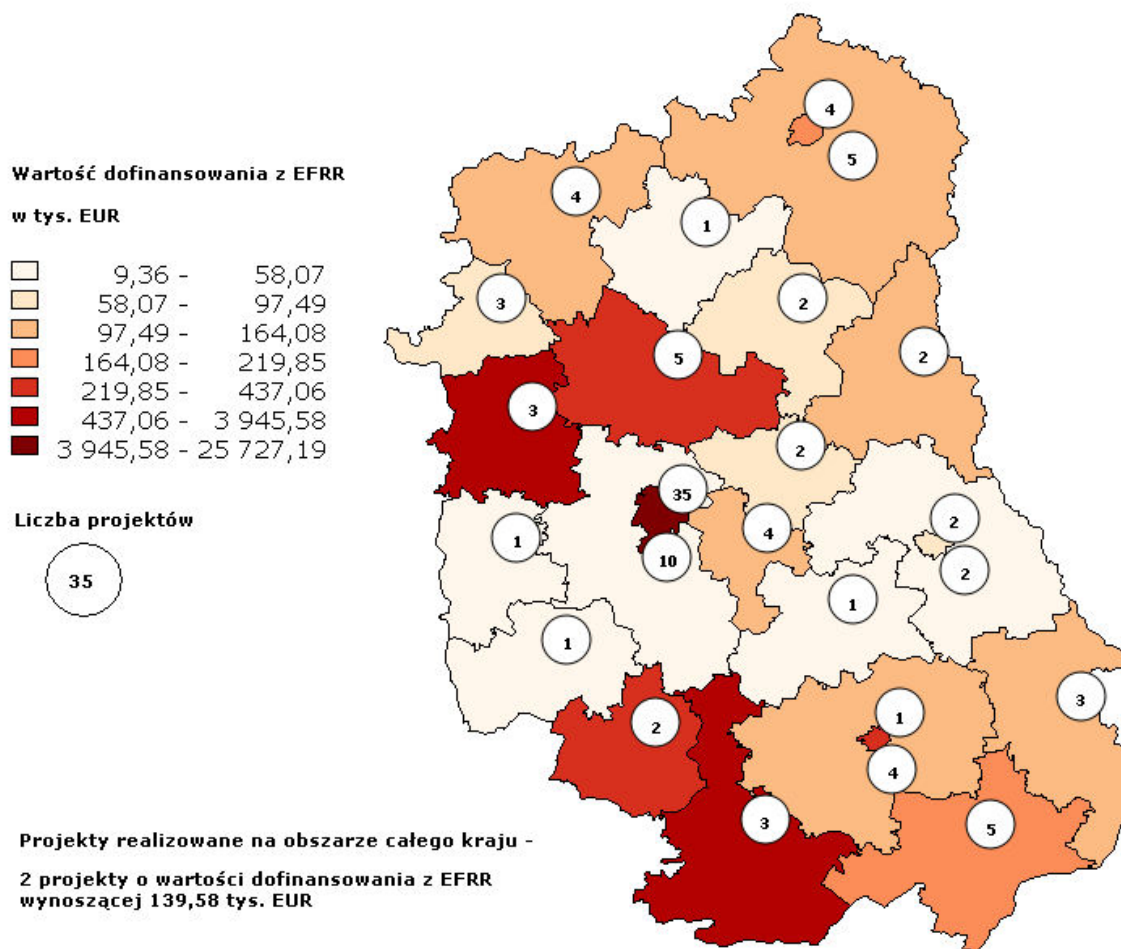 Wartość dofinansowania z EFRR
w tys. EUR
9,36 - 58,07
58,07 - 97,49
97,49 - 164,08
164,08 - 219,85
219,85 - 437,06
437,06 - 3 945,58
3 945,58 - 25 727,19
Liczba projektów
35
4
5
4
1
3
2
5
2
3
2
35
2
4
1
10
2
1
1
3
1
2
4
3
5
Projekty realizowane na obszarze całego kraju -
2 projekty o wartości dofinansowania z EFRR
wynoszącej 139,58 tys. EUR